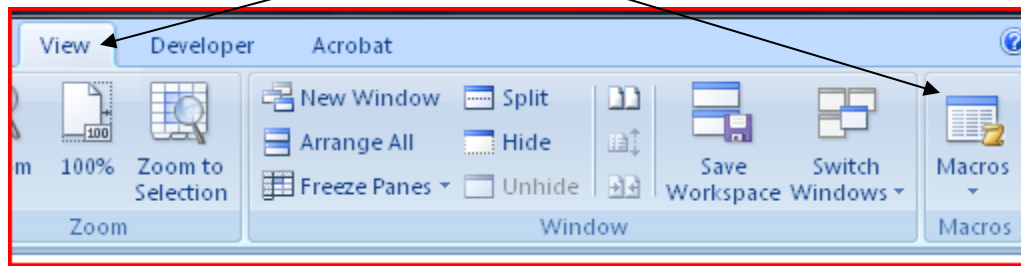 View Developer Acrobat
New Window Split
Arrange All Hide
m 100% Zoom to Selection Freeze Panes Unhide Save Workspace Switch Windows Macros
100
Zoom Window Macros